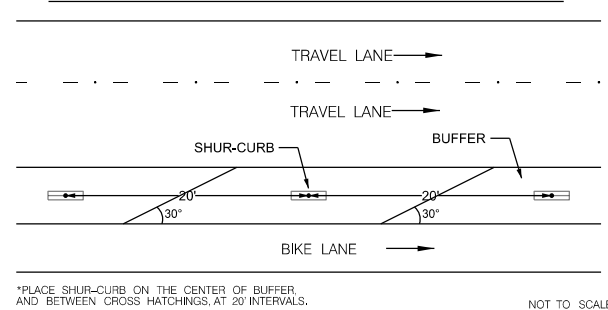 TRAVEL LANE
TRAVEL LANE
SHUR-CURB
BUFFER
20'
20'
30°
30°
BIKE LANE
*PLACE SHUR-CURB ON THE CENTER OF BUFFER,
AND BETWEEN CROSS HATCHINGS, AT 20' INTERVALS.
NOT TO SCALE